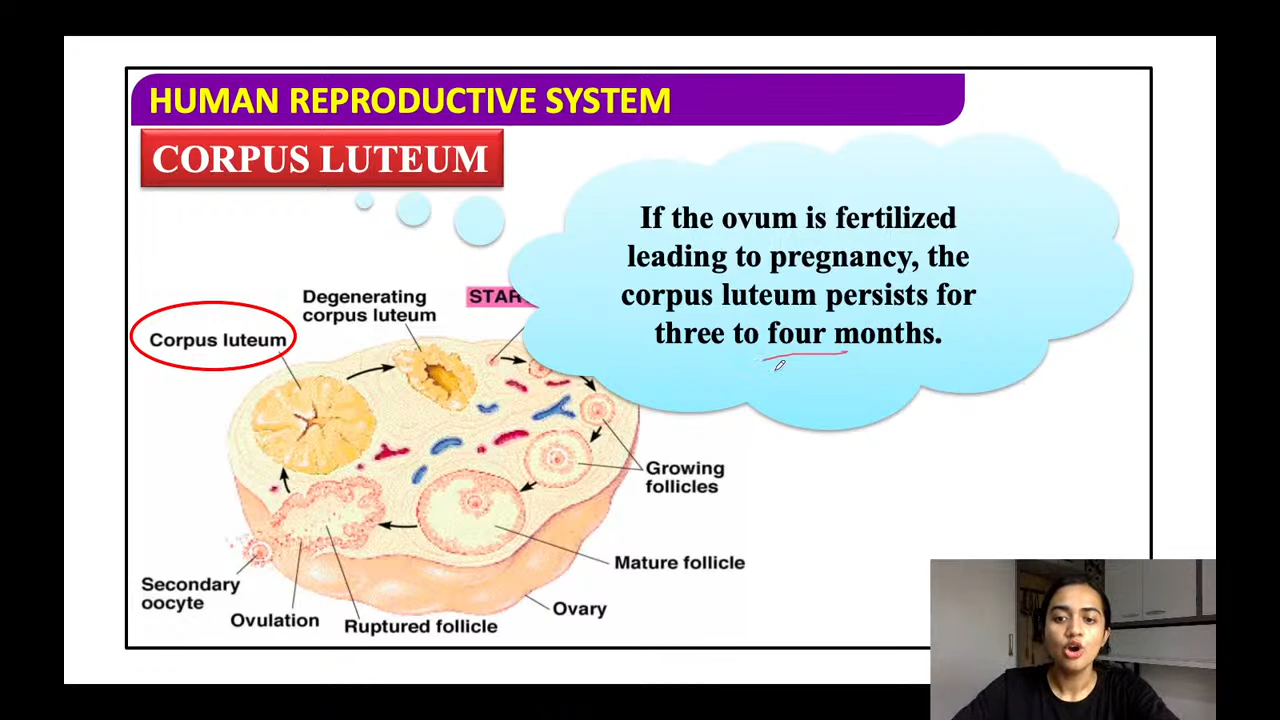 HUMAN REPRODUCTIVE SYSTEM
CORPUS LUTEUM
If the ovum is fertilized
leading to pregnancy, the
corpus luteum persists for
three to four months.
Degenerating
corpus luteum
Corpus luteum
Growing
follicles
Mature follicle
Secondary
oocyte
Ovulation
Ruptured follicle
Ovary